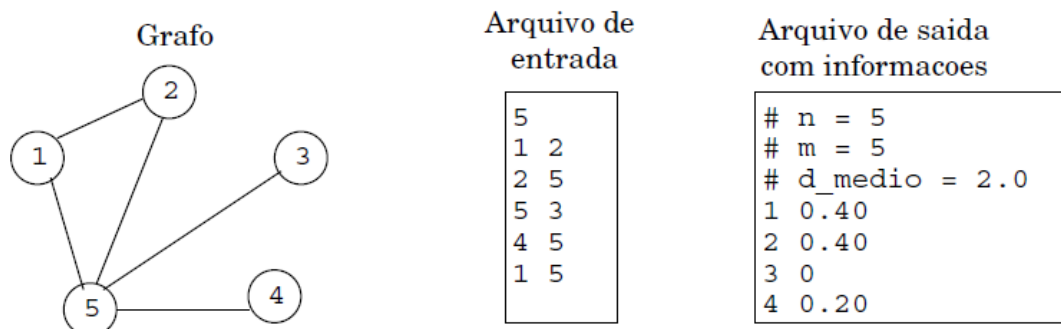 Grafo
1
2
3
4
5
Arquivo de
entrada
5
1 2
2 5
5 3
4 5
1 5
Arquivo de saida
com informacoes
# n = 5
# m = 5
# d_medio = 2.0
1 0.40
2 0.40
3 0
4 0.20